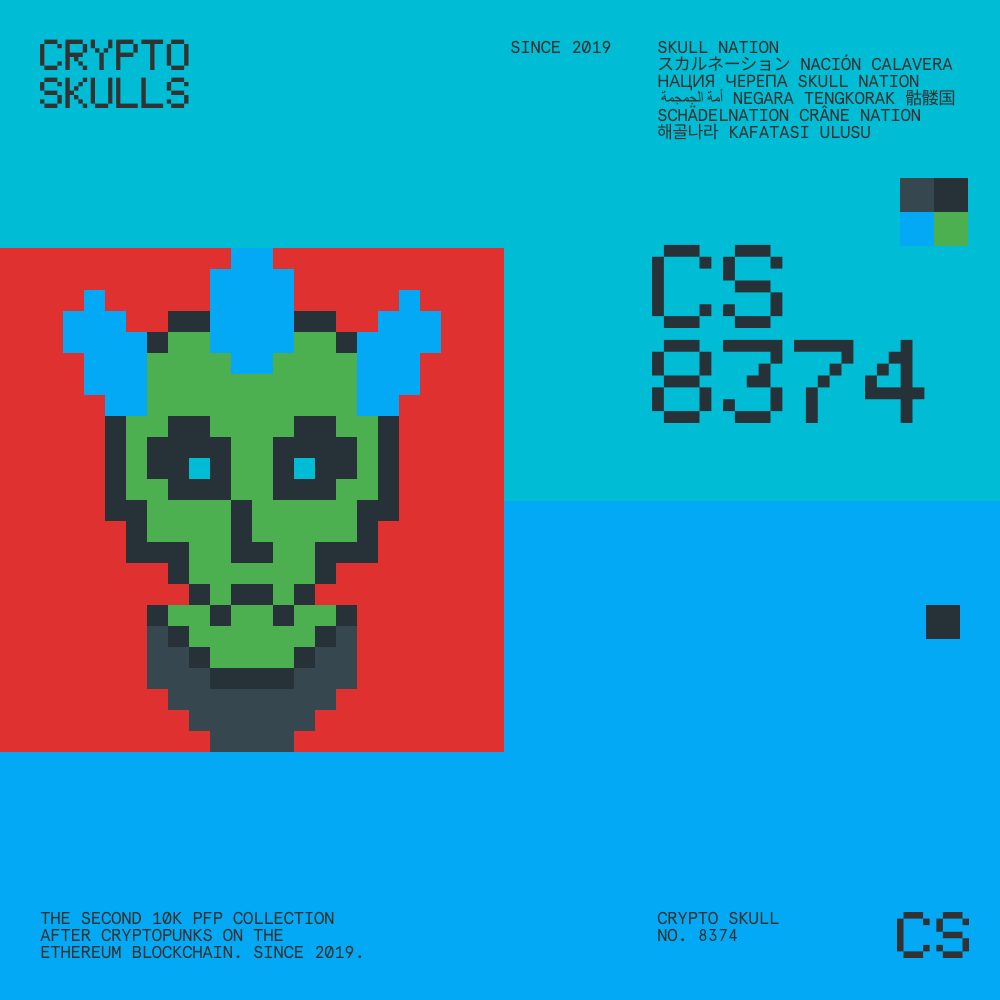 CRYPTO
SKULLS
SINCE 2019
SKULL NATION
スカルネーション NACIÓN CALAVERA
НАЦИЯ ЧЕРЕПА SKULL NATION
أمة الجمجمة NEGARA TENGKORAK 骷髅国
SCHÄDELNATION CRÂNE NATION
해골나라 KAFATASI ULUSU
CS
8374
THE SECOND 10K PFP COLLECTION
AFTER CRYPTOPUNKS ON THE
ETHEREUM BLOCKCHAIN. SINCE 2019.
CRYPTO SKULL
NO. 8374
CS